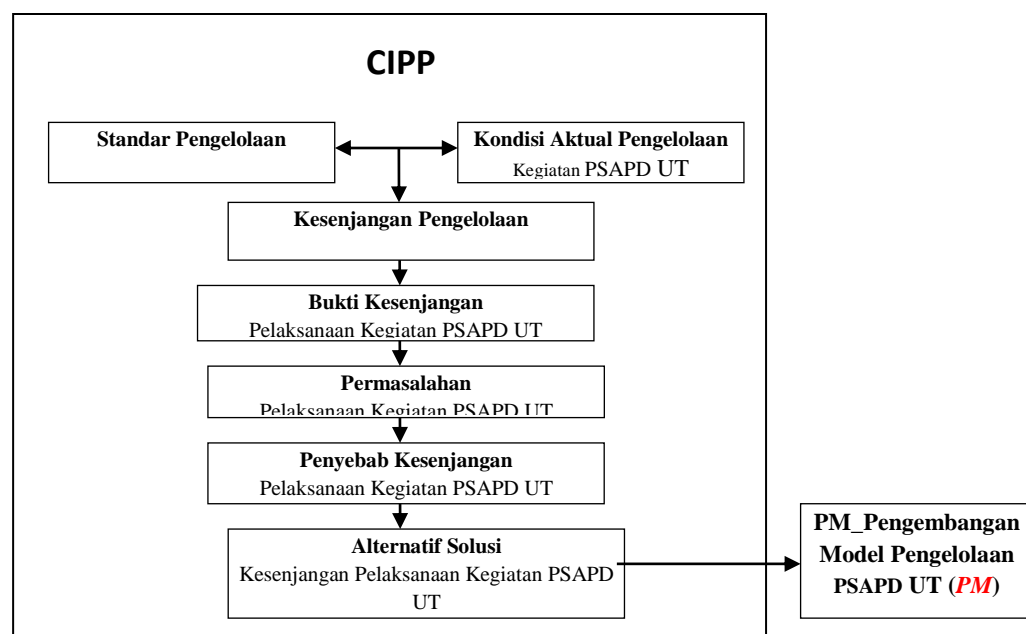 CIPP
Standar Pengelolaan
Kondisi Aktual Pengelolaan
Kegiatan PSAPD UT
Kesenjangan Pengelolaan
Bukti Kesenjangan
Pelaksanaan Kegiatan PSAPD UT
Permasalahan
Pelaksanaan Kegiatan PSAPD UT
Penyebab Kesenjangan
Pelaksanaan Kegiatan PSAPD UT
Alternatif Solusi
Kesenjangan Pelaksanaan Kegiatan PSAPD
UT
PM_Pengembangan
Model Pengelolaan
PSAPD UT (PM)